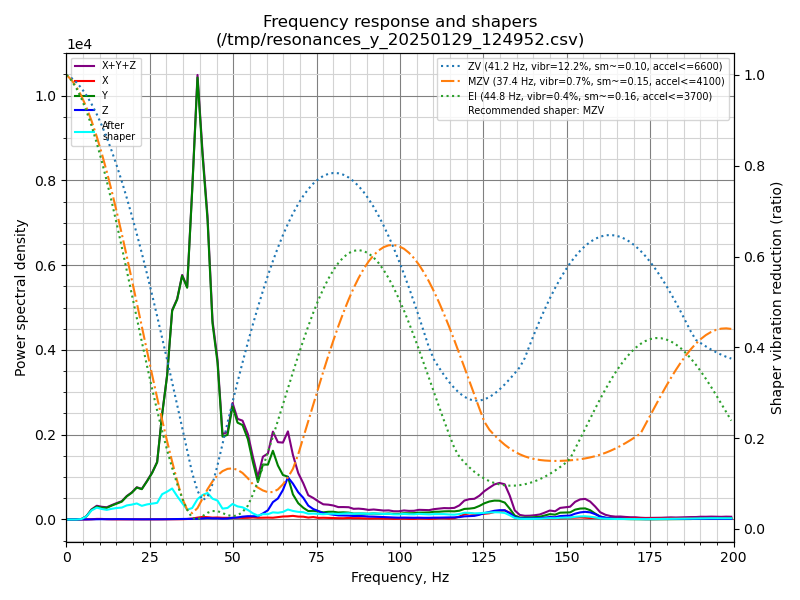 Frequency response and shapers
(/tmp/resonances_y_20250129_124952.csv)
1e4
X+Y+Z
X
Y
Z
After
shaper
ZV (41.2 Hz, vibr=12.2%, sm~=0.10, accel<=6600)
MZV (37.4 Hz, vibr=0.7%, sm~=0.15, accel<=4100)
EI (44.8 Hz, vibr=0.4%, sm~=0.16, accel<=3700)
Recommended shaper: MZV
Power spectral density
1.0
0.8
0.6
0.4
0.2
0.0
1.0
0.8
0.6
0.4
0.2
0.0
Shaper vibration reduction (ratio)
0 25 50 75 100 125 150 175 200
Frequency, Hz